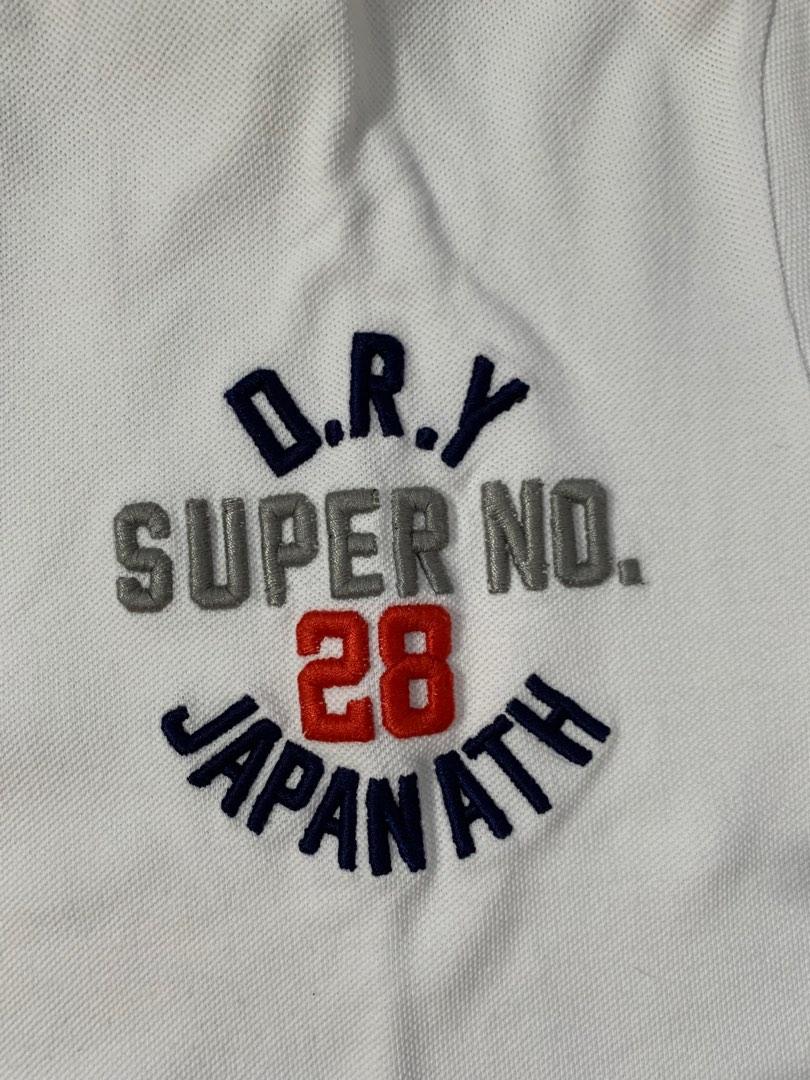 D.R.Y
SUPER NO.
28
JAPAN ATH